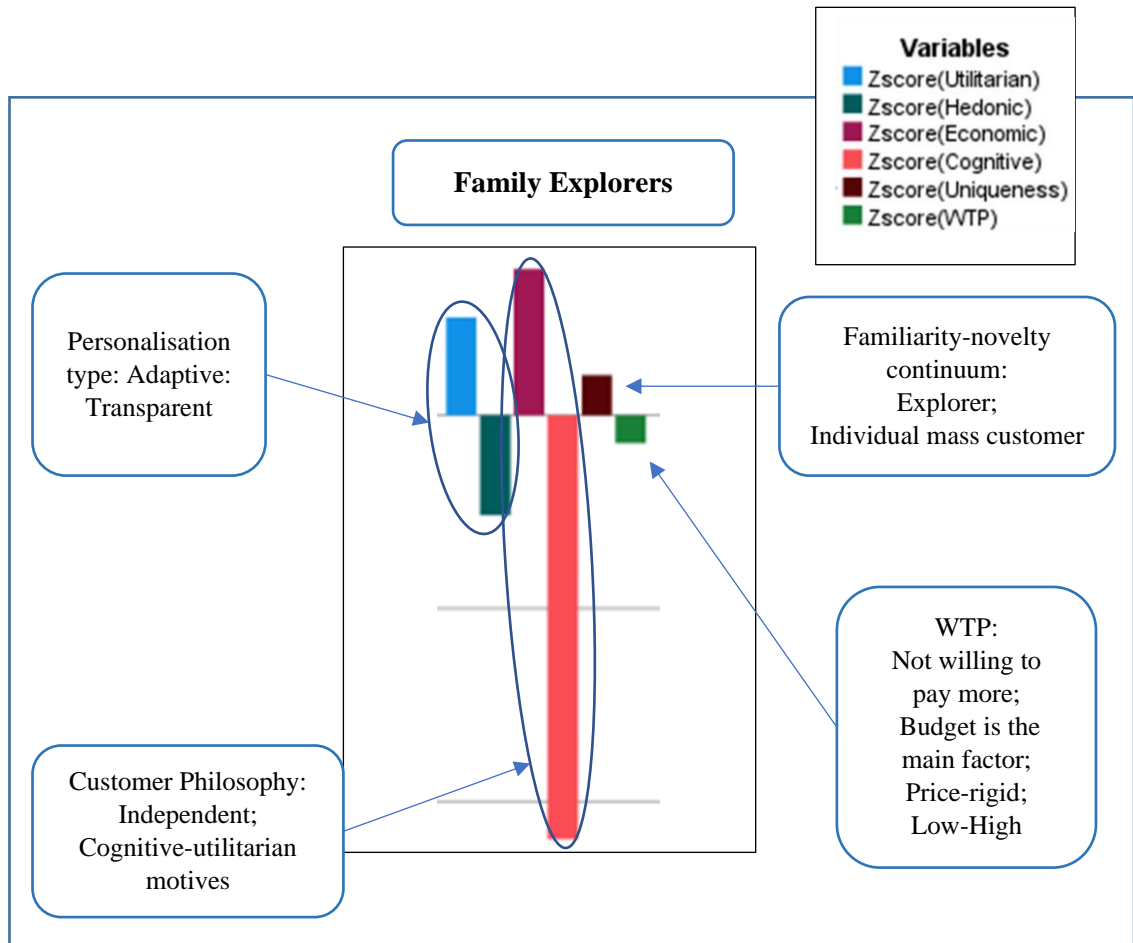 Variables
Zscore(Utilitarian)
Zscore(Hedonic)
Zscore(Economic)
Zscore(Cognitive)
Zscore(Uniqueness)
Zscore(WTP)
Family Explorers
Personalisation
type: Adaptive:
Transparent
Familiarity-novelty
continuum:
Explorer;
Individual mass customer
WTP:
Not willing to
pay more;
Budget is the
main factor;
Price-rigid;
Low-High
Customer Philosophy:
Independent;
Cognitive-utilitarian
motives